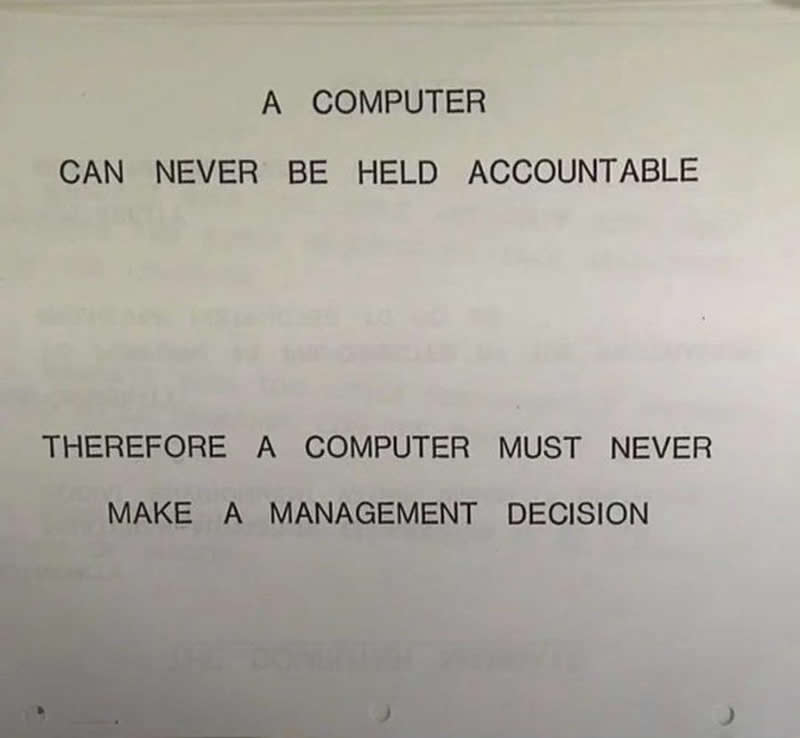 A COMPUTER
CAN NEVER BE HELD ACCOUNTABLE
THEREFORE A COMPUTER MUST NEVER
MAKE A MANAGEMENT DECISION